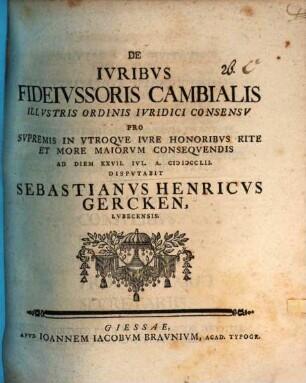 DE
IVRIBVS
FIDEIVSSORIS CAMBIALIS
ILLVSTRIS ORDINIS IVRIDICI CONSENSV
PRO
SVPREMIS IN VTROQVE IVRE HONORIBVS RITE
ET MORE MAIORVM CONSEQVENDIS
AD DIEM XXVII. IVL. A. CIↃIↃCCLII.
DISPVTABIT
SEBASTIANVS HENRICVS
GERCKEN,
LVBECENSIS.
GIESSAE,
APVD IOANNEM IACOBVM BRAVNIVM, ACAD. TYPOGR.